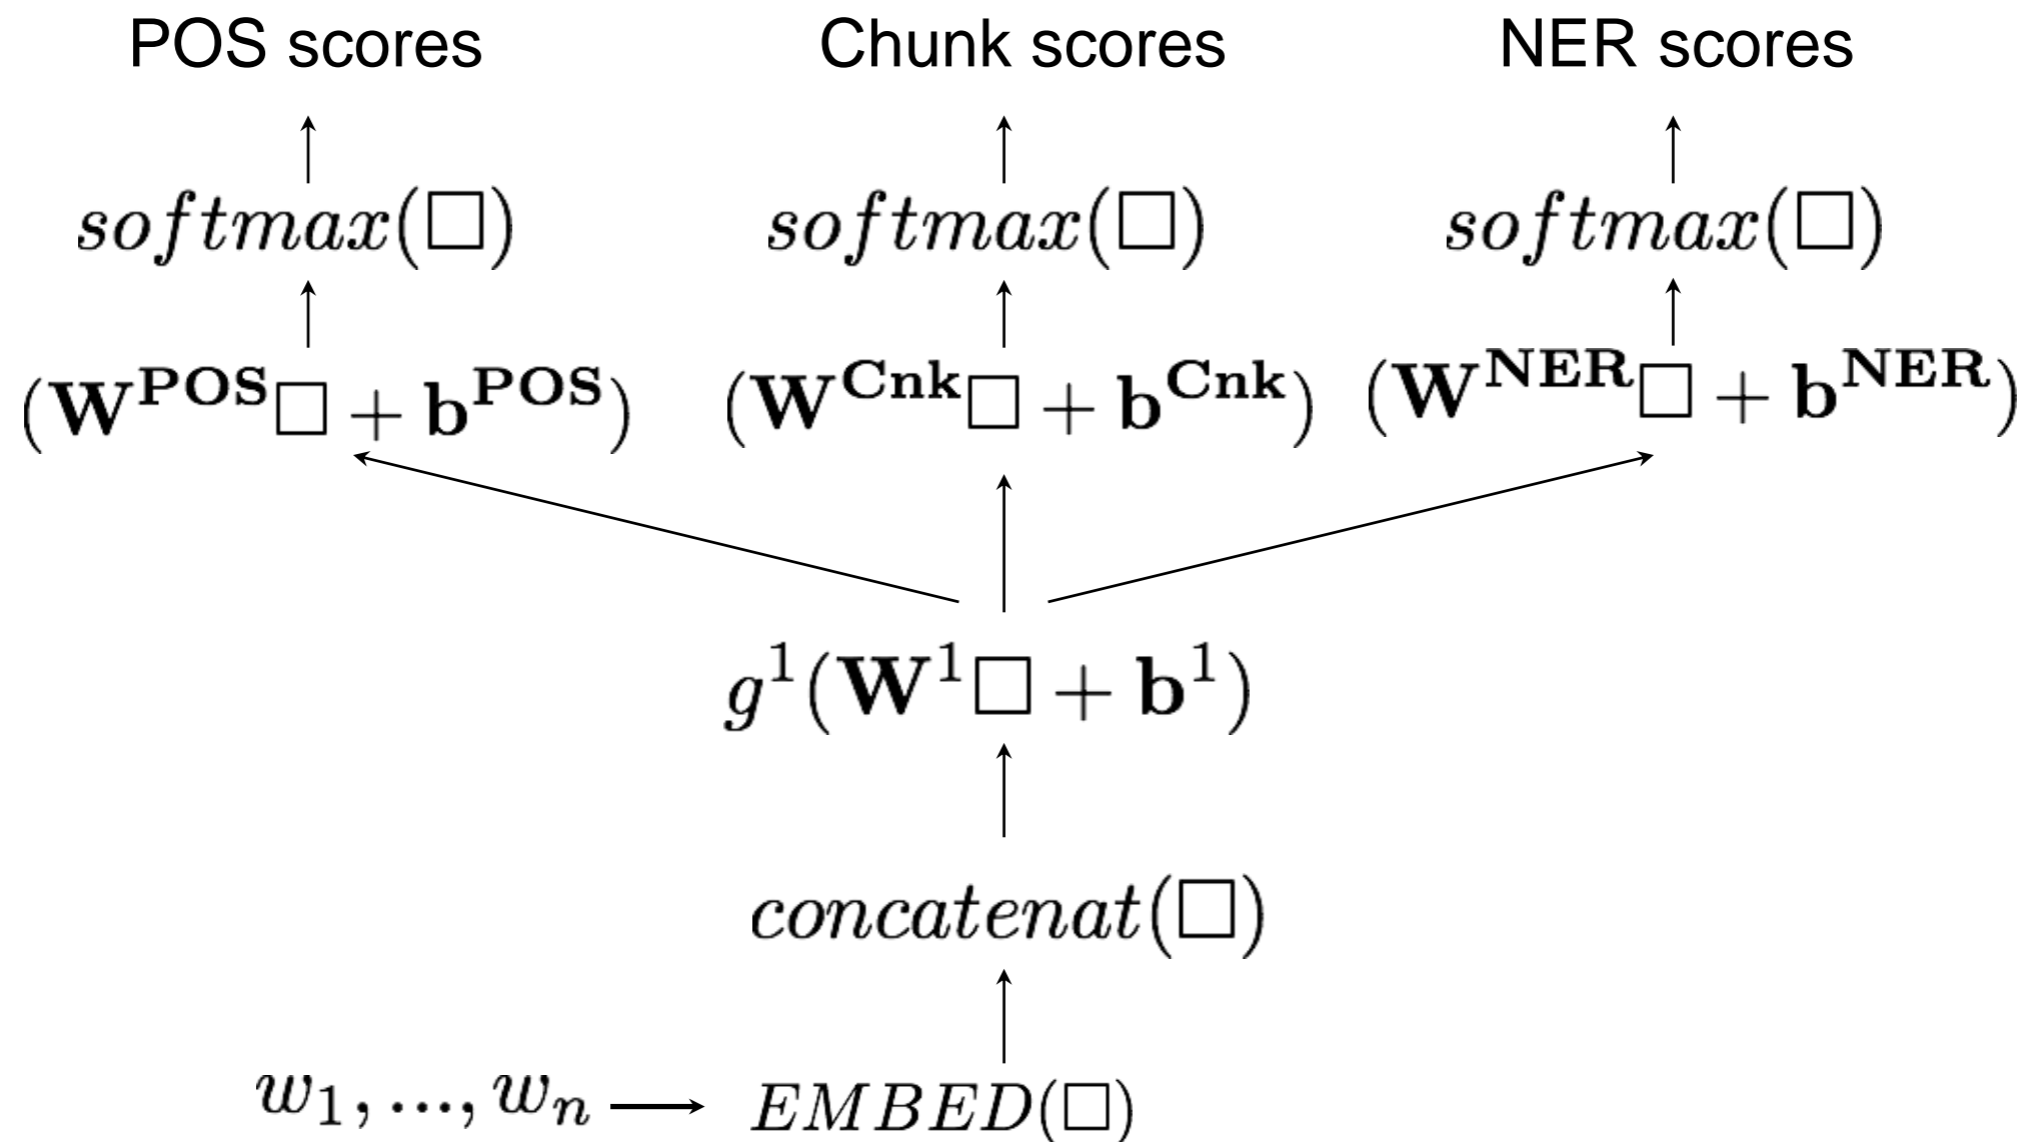 POS scores Chunk scores NER scores
softmax(□) softmax(□) softmax(□)
(W^POS□ + b^POS) (W^Cnk□ + b^Cnk) (W^NER□ + b^NER)
g^1(W^1□ + b^1)
concatenat(□)
w_1, ..., w_n EMBED(□)